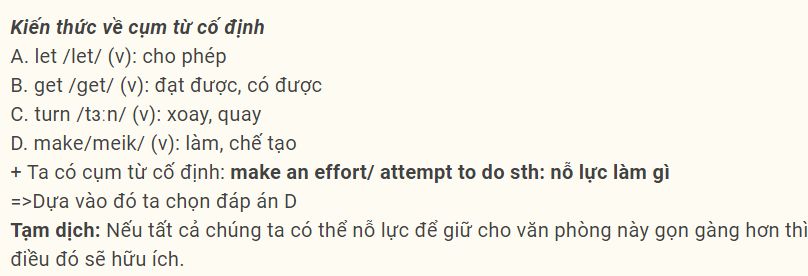 Kiến thức về cụm từ cố định
A. let /let/ (v): cho phép
B. get /get/ (v): đạt được, có được
C. turn /tɜːn/ (v): xoay, quay
D. make/meik/ (v): làm, chế tạo
+ Ta có cụm từ cố định: make an effort/ attempt to do sth: nỗ lực làm gì
=>Dựa vào đó ta chọn đáp án D
Tạm dịch: Nếu tất cả chúng ta có thể nỗ lực để giữ cho văn phòng này gọn gàng hơn thì
điều đó sẽ hữu ích.